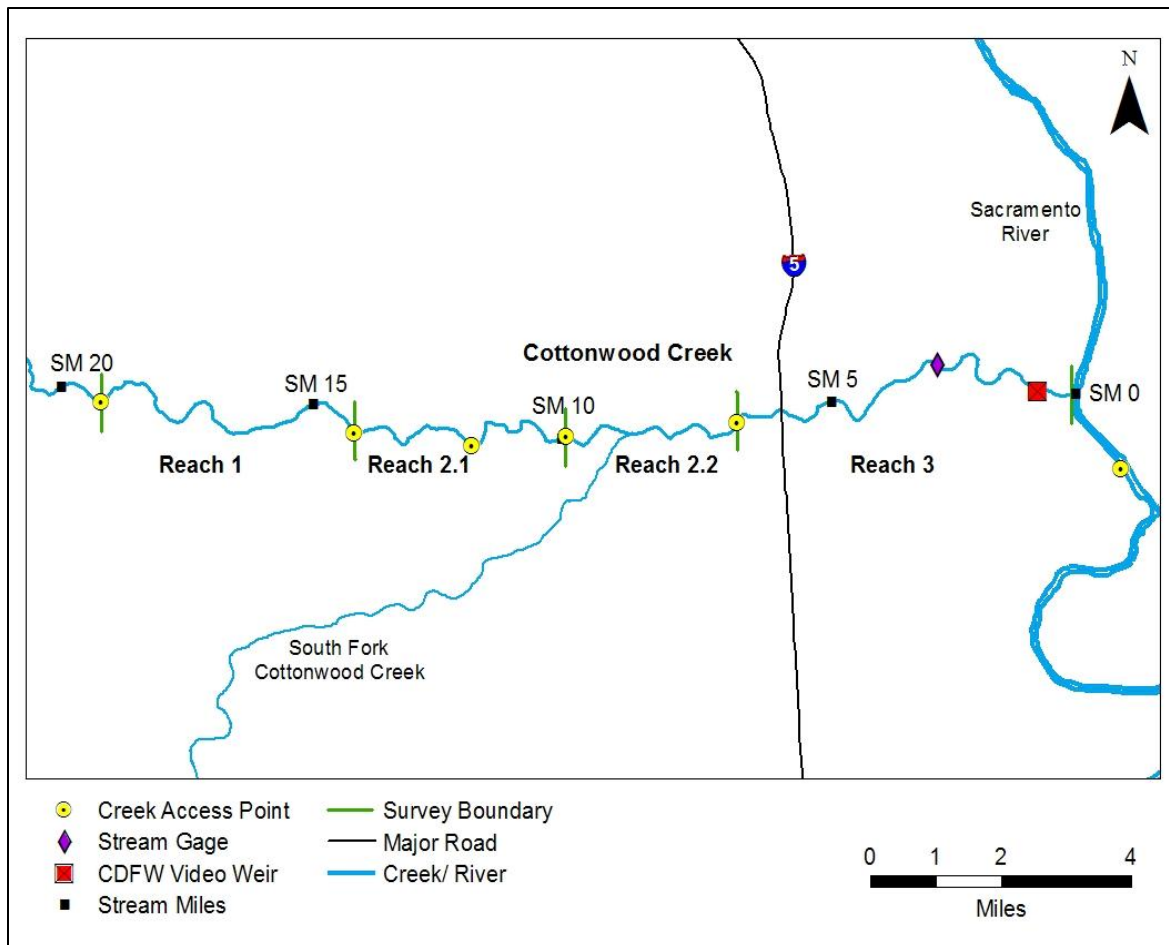 N
Sacramento
River
5
Cottonwood Creek
SM 20
SM 15
SM 10
SM 5
SM 0
Reach 1
Reach 2.1
Reach 2.2
Reach 3
South Fork
Cottonwood Creek
Creek Access Point
Stream Gage
CDFW Video Weir
Stream Miles
Survey Boundary
Major Road
Creek/ River
0 1 2 4
Miles